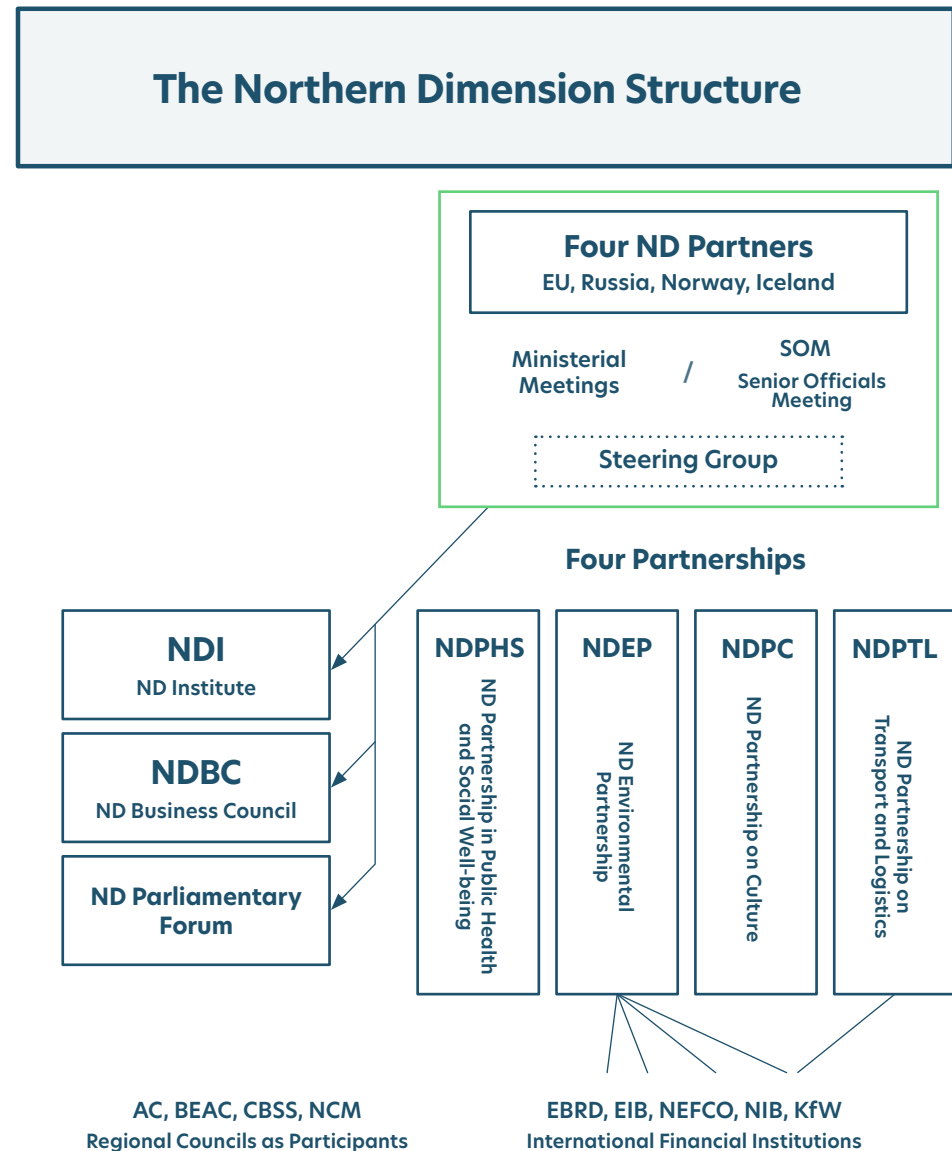 The Northern Dimension Structure
Four ND Partners
EU, Russia, Norway, Iceland
Ministerial
Meetings
/
SOM
Senior Officials
Meeting
Steering Group
Four Partnerships
NDI
ND Institute
NDBC
ND Business Council
ND Parliamentary
Forum
NDPHS
ND Partnership in Public Health
and Social Well-being
NDEP
ND Environmental
Partnership
NDPC
ND Partnership on Culture
NDPTL
ND Partnership on
Transport and Logistics
AC, BEAC, CBSS, NCM
Regional Councils as Participants
EBRD, EIB, NEFCO, NIB, KfW
International Financial Institutions